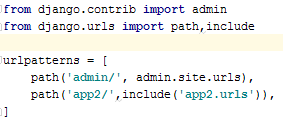 from django.contrib import admin
from django.urls import path,include
urlpatterns = [
    path('admin/', admin.site.urls),
    path('app2/',include('app2.urls')),
]